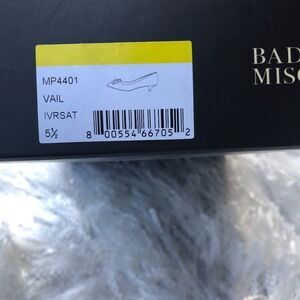 MP4401
VAIL
IVRSAT
5½
8 00554 66705 2
BAD
MISC